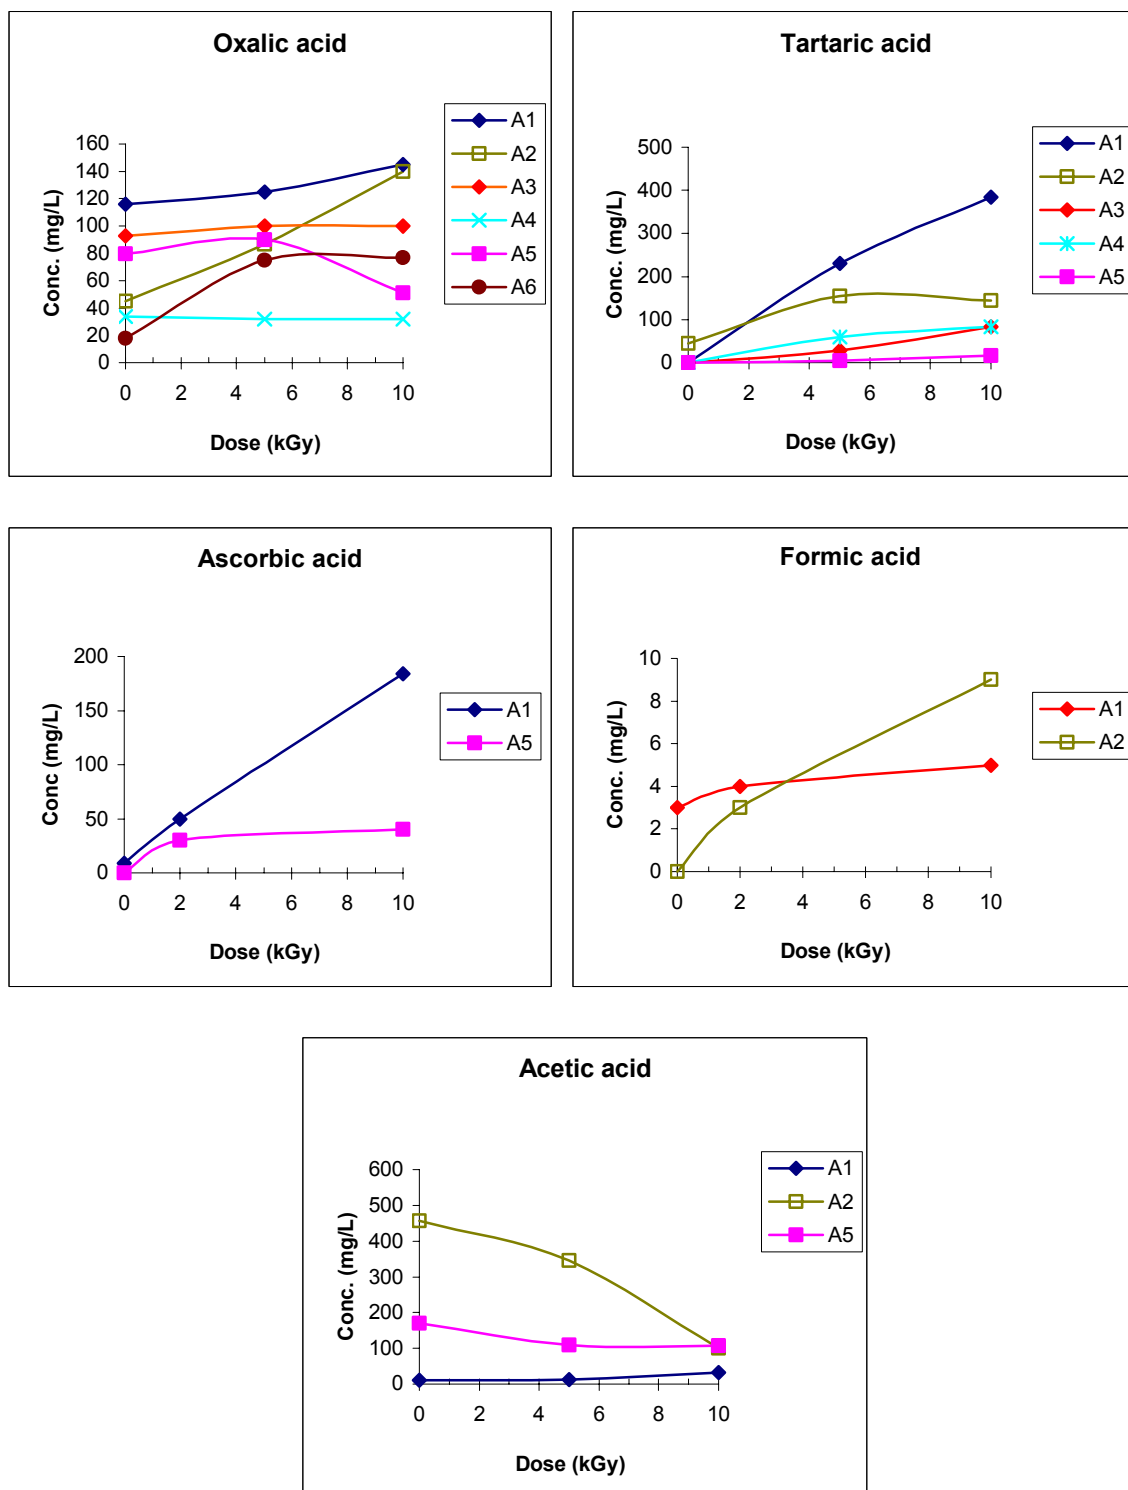 Oxalic acid
Conc. (mg/L)
160
140
120
100
80
60
40
20
0
0 2 4 6 8 10
Dose (kGy)
A1
A2
A3
A4
A5
A6
Tartaric acid
Conc. (mg/L)
500
400
300
200
100
0
0 2 4 6 8 10
Dose (kGy)
A1
A2
A3
A4
A5
Ascorbic acid
Conc (mg/L)
200
150
100
50
0
0 2 4 6 8 10
Dose (kGy)
A1
A5
Formic acid
Conc. (mg/L)
10
8
6
4
2
0
0 2 4 6 8 10
Dose (kGy)
A1
A2
Acetic acid
Conc. (mg/L)
600
500
400
300
200
100
0
0 2 4 6 8 10
Dose (kGy)
A1
A2
A5